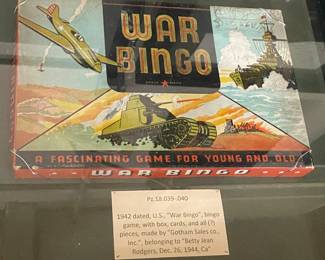 WAR
BINGO
A FASCINATING GAME FOR YOUNG AND OLD
WAR BINGO
Pz.18.039-.040
1942 dated, U.S., "War Bingo", bingo
game, with box, cards, and all (?)
pieces, made by "Gotham Sales co.,
Inc.", belonging to "Betty Jean
Rodgers, Dec. 26, 1944, Ca"